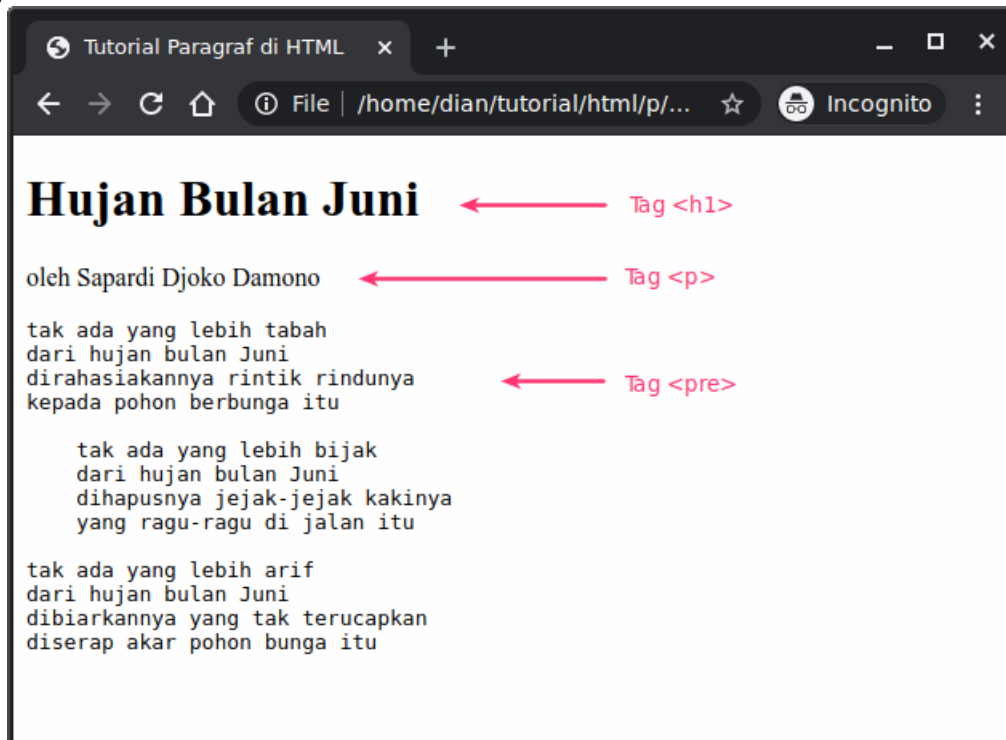 Tutorial Paragraf di HTML
File | /home/dian/tutorial/html/p/... Incognito
Hujan Bulan Juni
Tag <h1>
oleh Sapardi Djoko Damono
Tag <p>
tak ada yang lebih tabah
dari hujan bulan Juni
dirahasiakannya rintik rindunya
Tag <pre>
kepada pohon berbunga itu
tak ada yang lebih bijak
dari hujan bulan Juni
dihapusnya jejak-jejak kakinya
yang ragu-ragu di jalan itu
tak ada yang lebih arif
dari hujan bulan Juni
dibiarkannya yang tak terucapkan
diserap akar pohon bunga itu